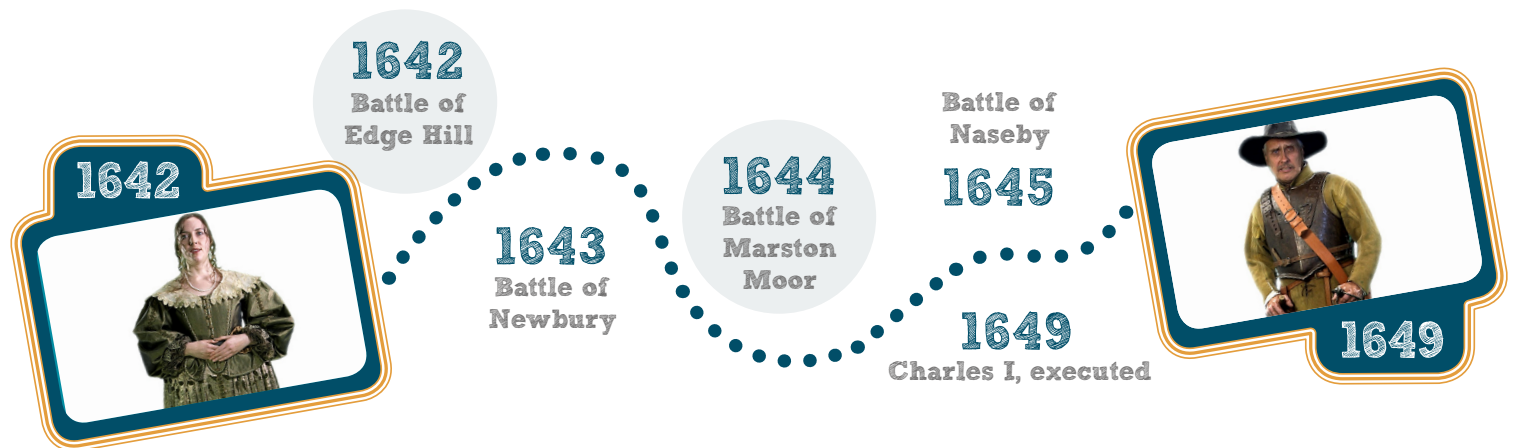 1642
1642
Battle of
Edge Hill
1643
Battle of
Newbury
1644
Battle of
Marston
Moor
Battle of
Naseby
1645
1649
Charles I, executed
1649